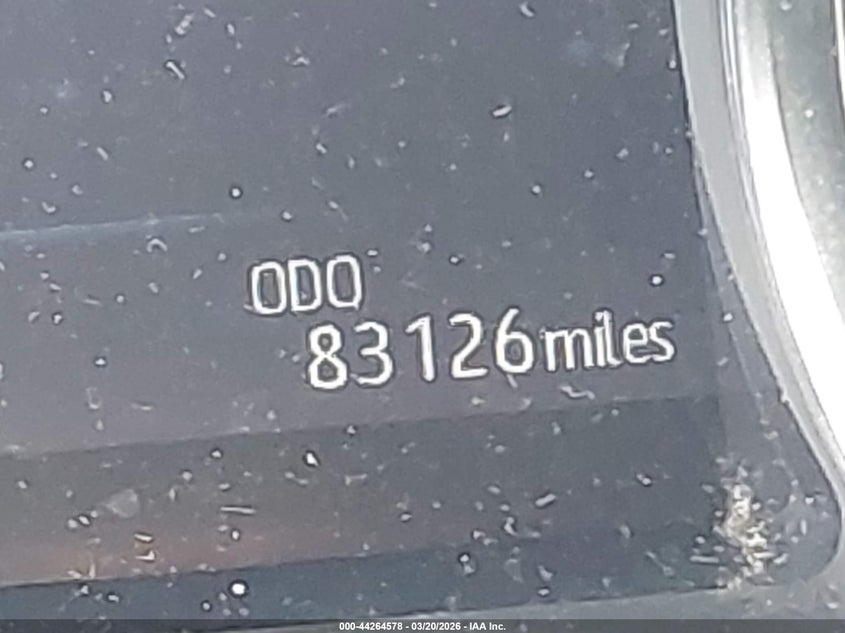 ODO
83126miles
000-44264578 - 03/20/2026 - IAA Inc.